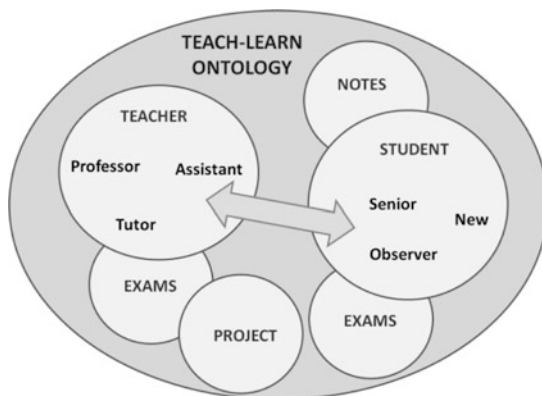 TEACH-LEARN
ONTOLOGY
NOTES
TEACHER
Professor
Assistant
Tutor
STUDENT
Senior
New
Observer
EXAMS
PROJECT
EXAMS